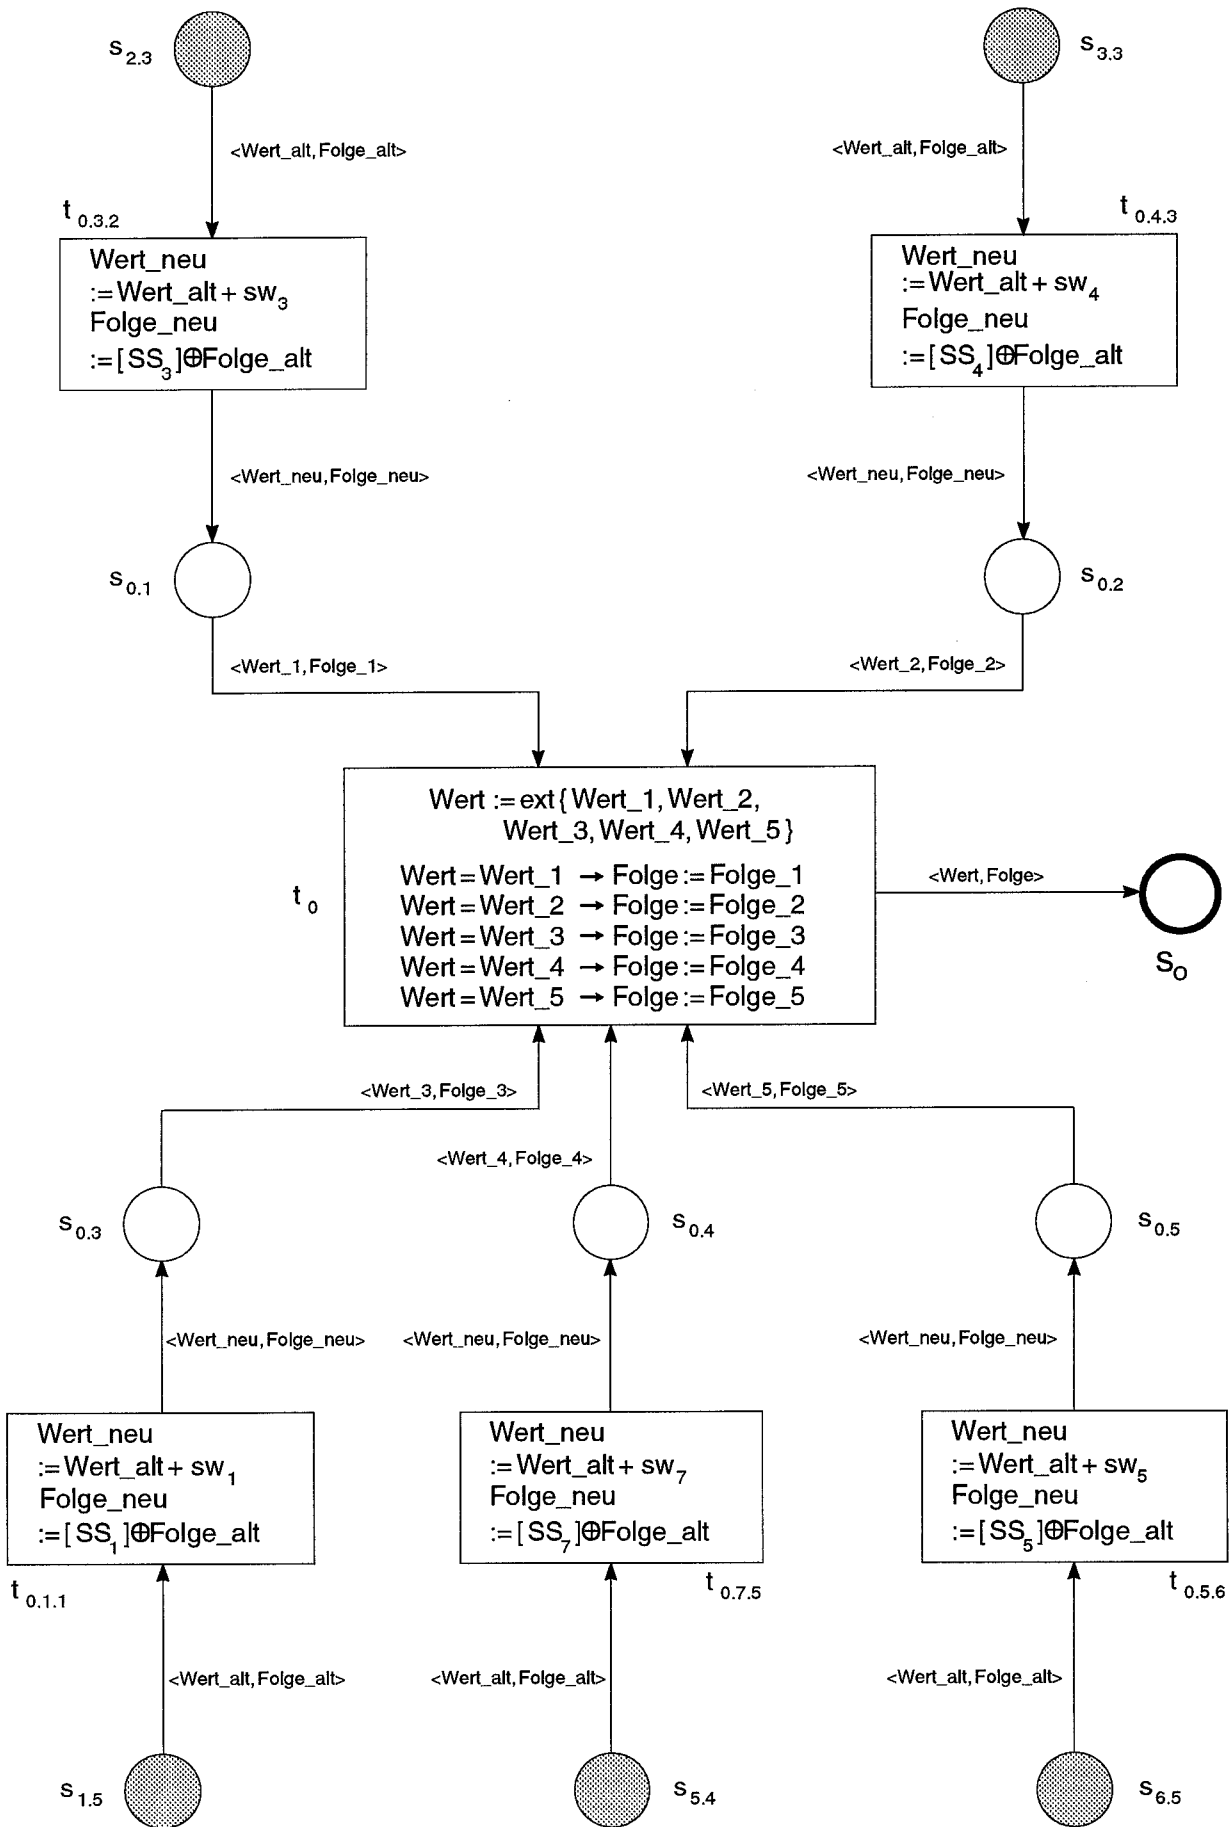 s2.3
s3.3
<Wert_alt,Folge_alt>
<Wert_alt,Folge_alt>
t0.3.2
t0.4.3
Wert_neu
:=Wert_alt+sw3
Folge_neu
:=[SS3]⊕Folge_alt
Wert_neu
:=Wert_alt+sw4
Folge_neu
:=[SS4]⊕Folge_alt
<Wert_neu,Folge_neu>
<Wert_neu,Folge_neu>
s0.1
s0.2
<Wert_1,Folge_1>
<Wert_2,Folge_2>
Wert:=ext{Wert_1,Wert_2,
Wert_3,Wert_4,Wert_5}
Wert=Wert_1 → Folge:=Folge_1
Wert=Wert_2 → Folge:=Folge_2
Wert=Wert_3 → Folge:=Folge_3
Wert=Wert_4 → Folge:=Folge_4
Wert=Wert_5 → Folge:=Folge_5
t0
<Wert,Folge>
So
<Wert_3,Folge_3>
<Wert_5,Folge_5>
<Wert_4,Folge_4>
s0.3
s0.4
s0.5
<Wert_neu,Folge_neu>
<Wert_neu,Folge_neu>
<Wert_neu,Folge_neu>
Wert_neu
:=Wert_alt+sw1
Folge_neu
:=[SS1]⊕Folge_alt
Wert_neu
:=Wert_alt+sw7
Folge_neu
:=[SS7]⊕Folge_alt
Wert_neu
:=Wert_alt+sw5
Folge_neu
:=[SS5]⊕Folge_alt
t0.1.1
t0.7.5
t0.5.6
<Wert_alt,Folge_alt>
<Wert_alt,Folge_alt>
<Wert_alt,Folge_alt>
s1.5
s5.4
s6.5